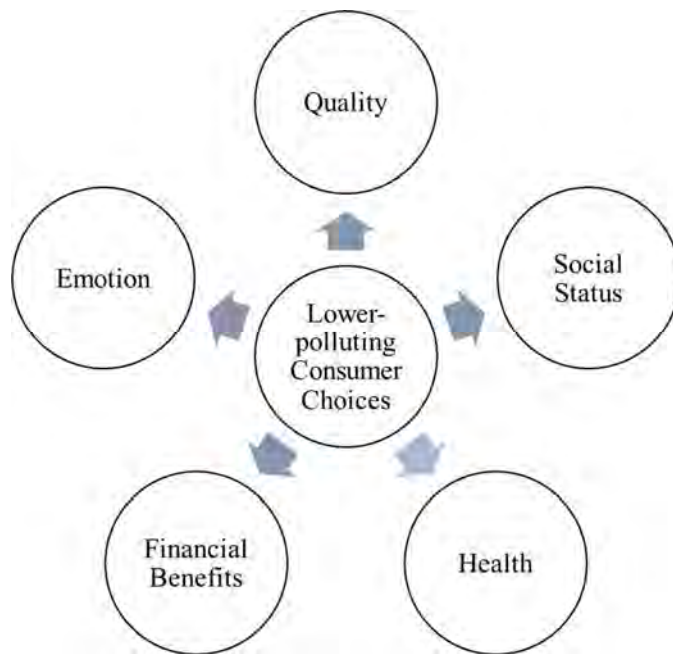 Quality
Emotion
Social
Status
Lower-
polluting
Consumer
Choices
Financial
Benefits
Health